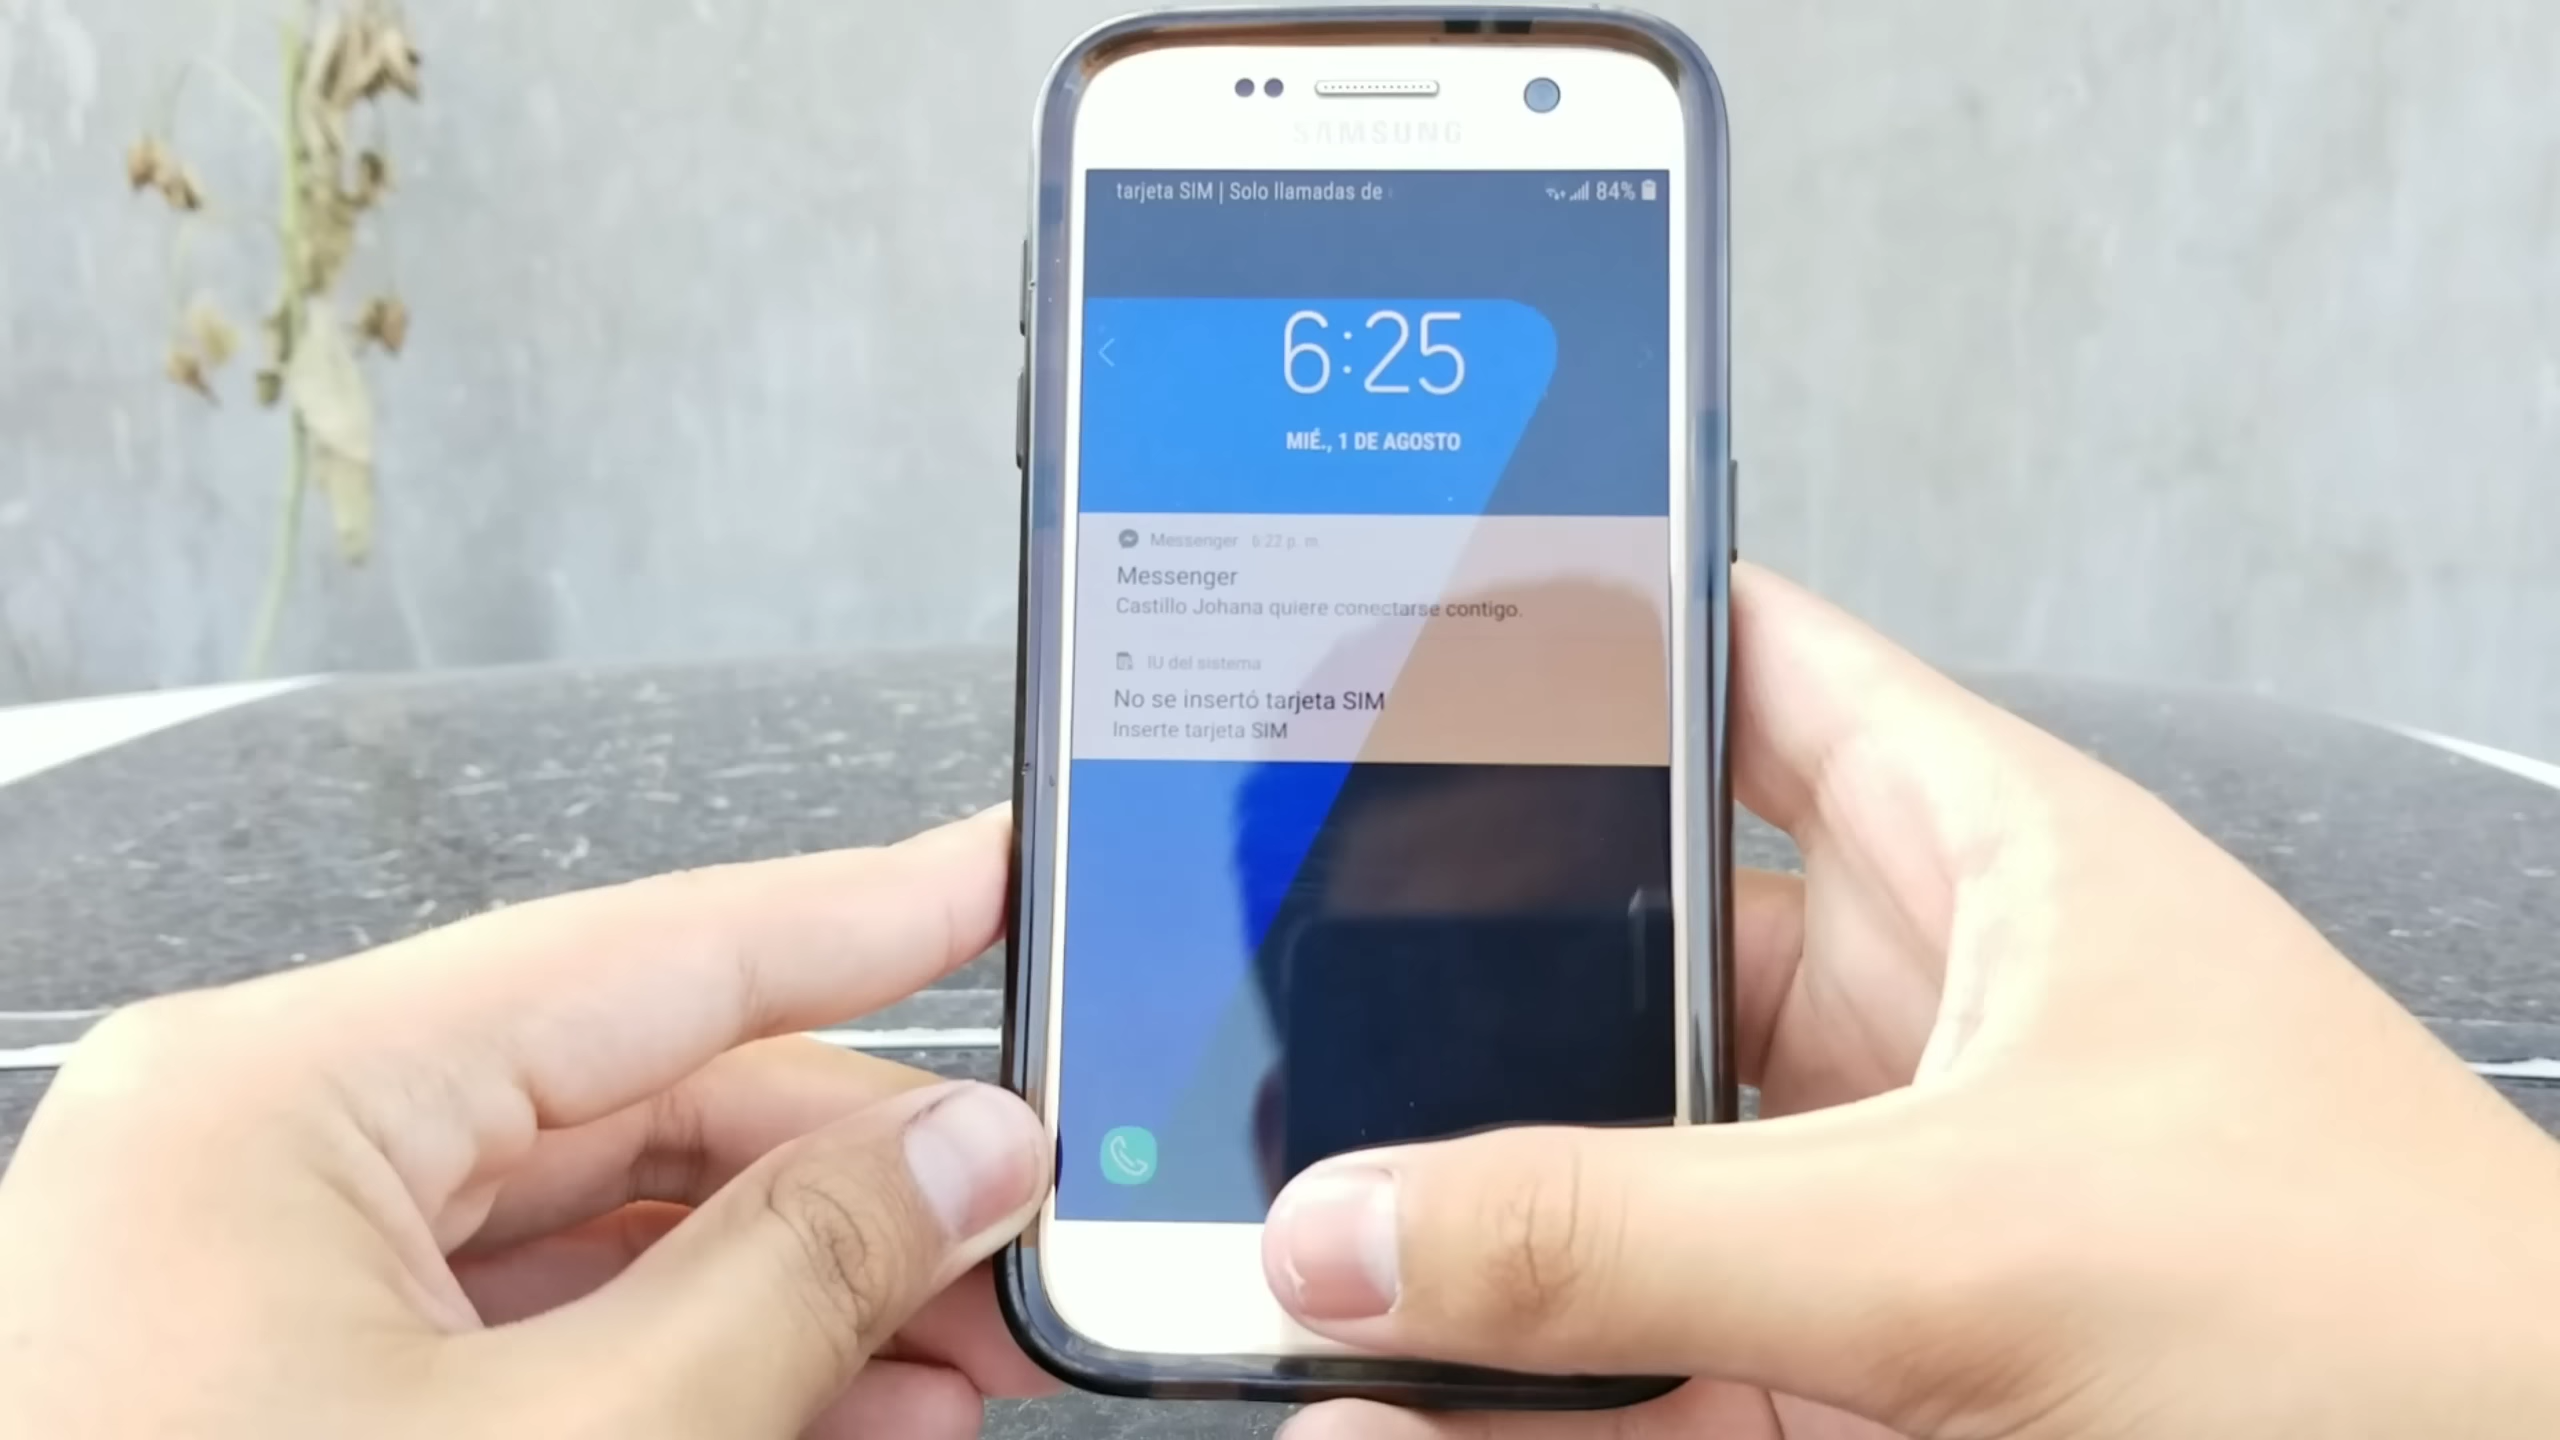 SAMSUNG
tarjeta SIM | Solo llamadas de
84%
6:25
MIÉ., 1 DE AGOSTO
Messenger 6:22 p. m.
Messenger
Castillo Johana quiere conectarse contigo.
IU del sistema
No se insertó tarjeta SIM
Inserte tarjeta SIM